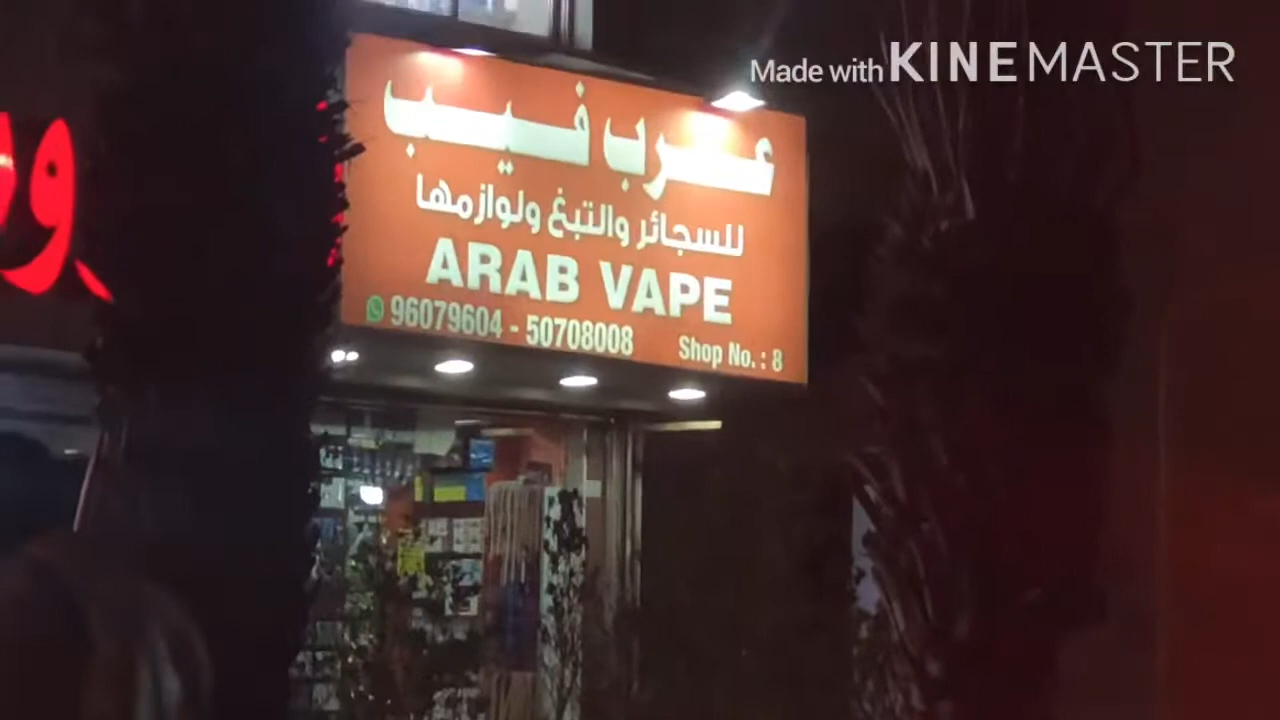 Made with KINEMASTER
عرب فيب
للسجائر والتبغ ولوازمها
ARAB VAPE
96079604 - 50708008 Shop No. : 8